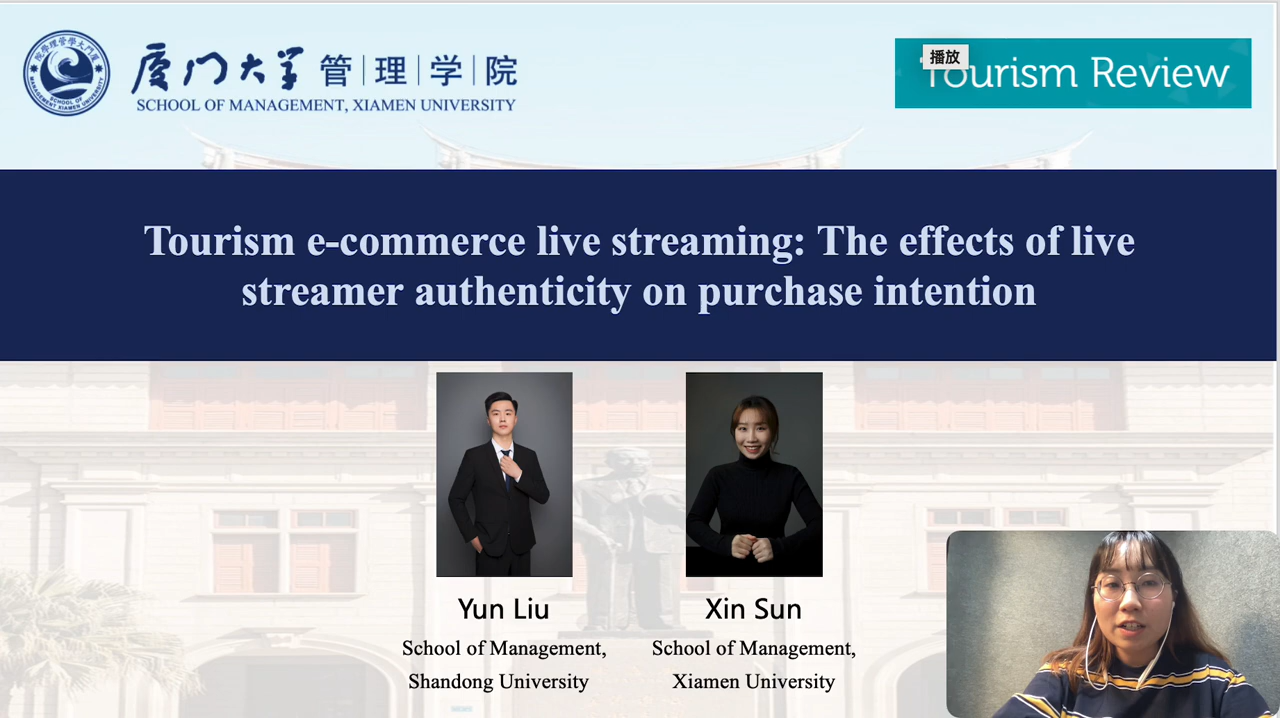 厦门大学 管理学院
SCHOOL OF MANAGEMENT, XIAMEN UNIVERSITY
播放
Tourism Review
Tourism e-commerce live streaming: The effects of live
streamer authenticity on purchase intention
Yun Liu
School of Management,
Shandong University
Xin Sun
School of Management,
Xiamen University